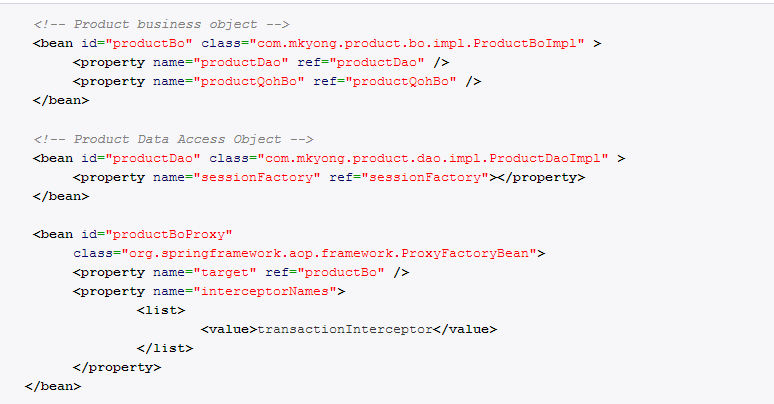 <!-- Product business object -->
<bean id="productBo" class="com.mkyong.product.bo.impl.ProductBoImpl" >
<property name="productDao" ref="productDao" />
<property name="productQohBo" ref="productQohBo" />
</bean>
<!-- Product Data Access Object -->
<bean id="productDao" class="com.mkyong.product.dao.impl.ProductDaoImpl" >
<property name="sessionFactory" ref="sessionFactory"></property>
</bean>
<bean id="productBoProxy"
class="org.springframework.aop.framework.ProxyFactoryBean">
<property name="target" ref="productBo" />
<property name="interceptorNames">
<list>
<value>transactionInterceptor</value>
</list>
</property>
</bean>